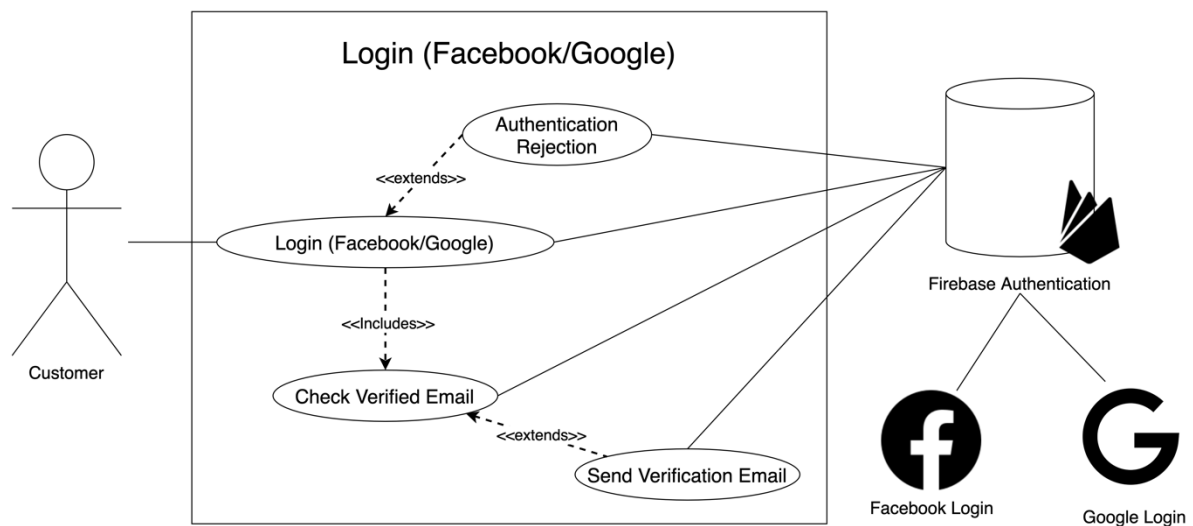 Login (Facebook/Google)
Authentication
Rejection
<<extends>>
Login (Facebook/Google)
<<Includes>>
Check Verified Email
<<extends>>
Send Verification Email
Customer
Firebase Authentication
Facebook Login
Google Login